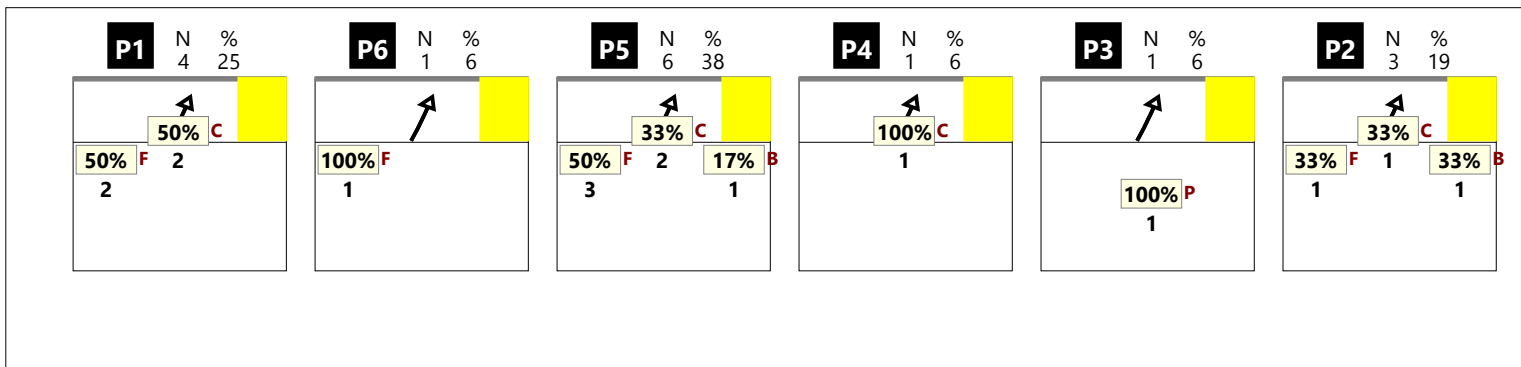 P1 N %
4 25
50% C
2
50% F
2
P6 N %
1 6
100% F
1
P5 N %
6 38
33% C
2
50% F
3
17% B
1
P4 N %
1 6
100% C
1
P3 N %
1 6
100% P
1
P2 N %
3 19
33% C
1
33% F
1
33% B
1